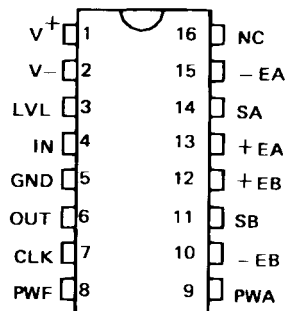 V+ 1 16 NC
V- 2 15 -EA
LVL 3 14 SA
IN 4 13 +EA
GND 5 12 +EB
OUT 6 11 SB
CLK 7 10 -EB
PWF 8 9 PWA